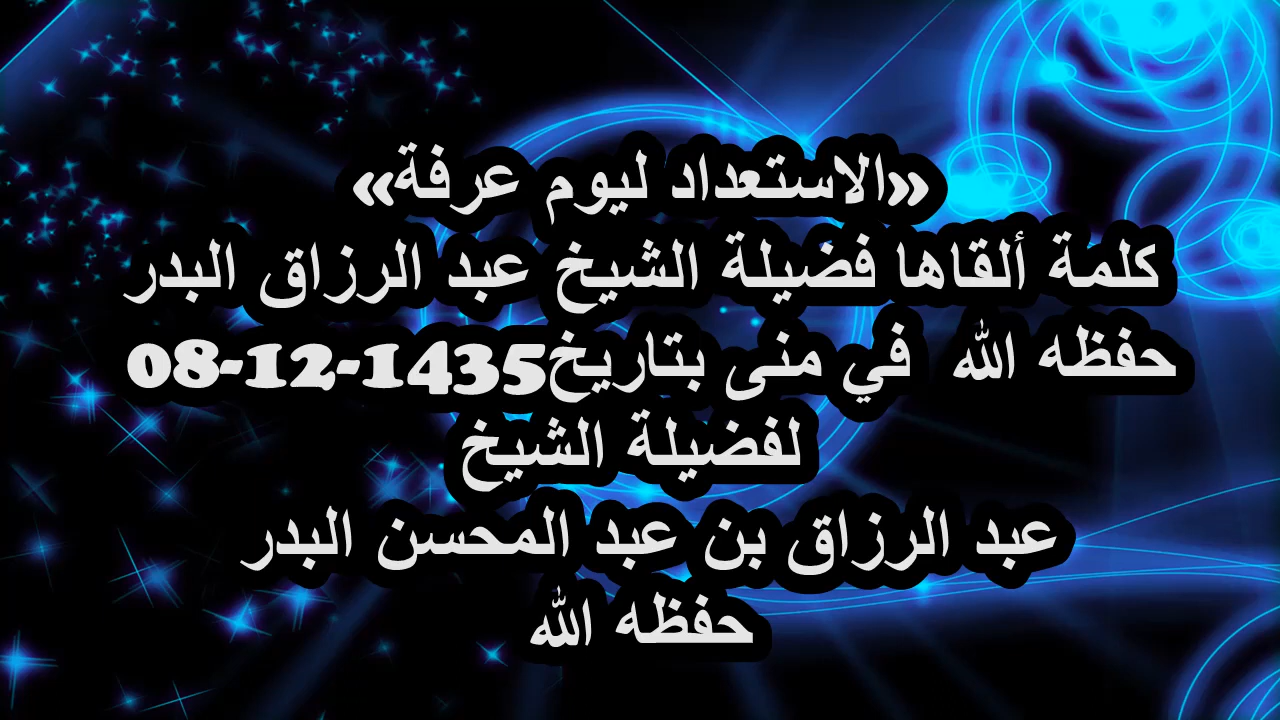 «الاستعداد ليوم عرفة»
كلمة ألقاها فضيلة الشيخ عبد الرزاق البدر
حفظه الله في منى بتاريخ08-12-1435
لفضيلة الشيخ
عبد الرزاق بن عبد المحسن البدر
حفظه الله